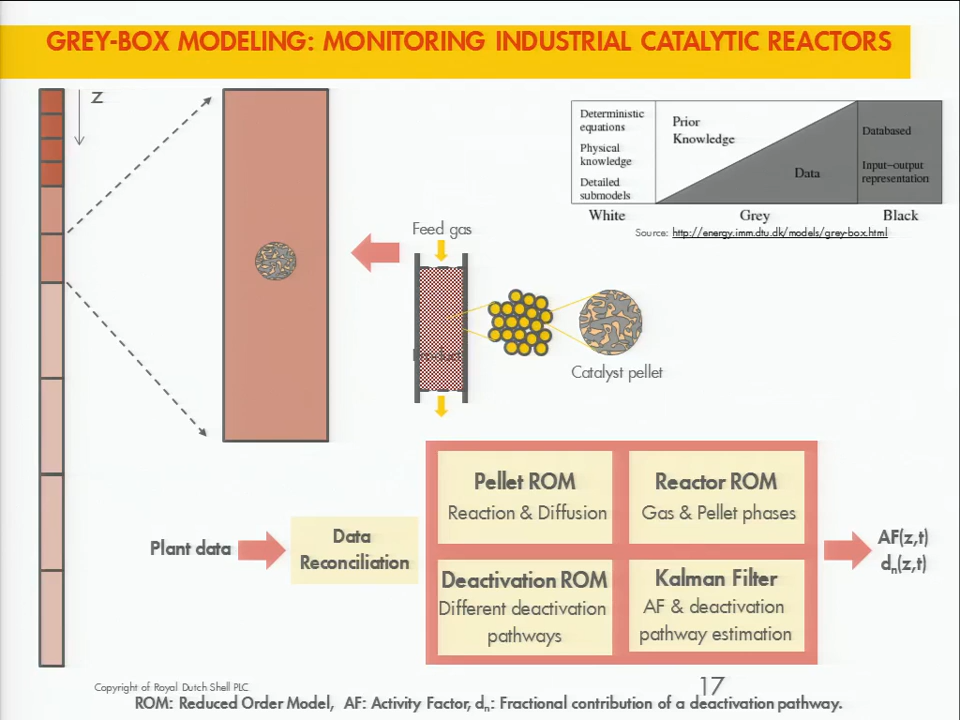 GREY-BOX MODELING: MONITORING INDUSTRIAL CATALYTIC REACTORS
z
Deterministic
equations
Physical
knowledge
Detailed
submodels
Prior
Knowledge
Data
Databased
Input-output
representation
White
Grey
Black
Source: http://energy.imm.dtu.dk/models/grey-box.html
Feed gas
Product
Catalyst pellet
Pellet ROM
Reaction & Diffusion
Reactor ROM
Gas & Pellet phases
Plant data
Data
Reconciliation
AF(z,t)
dn(z,t)
Deactivation ROM
Different deactivation
pathways
Kalman Filter
AF & deactivation
pathway estimation
Copyright of Royal Dutch Shell PLC
17
ROM: Reduced Order Model, AF: Activity Factor, dn: Fractional contribution of a deactivation pathway.